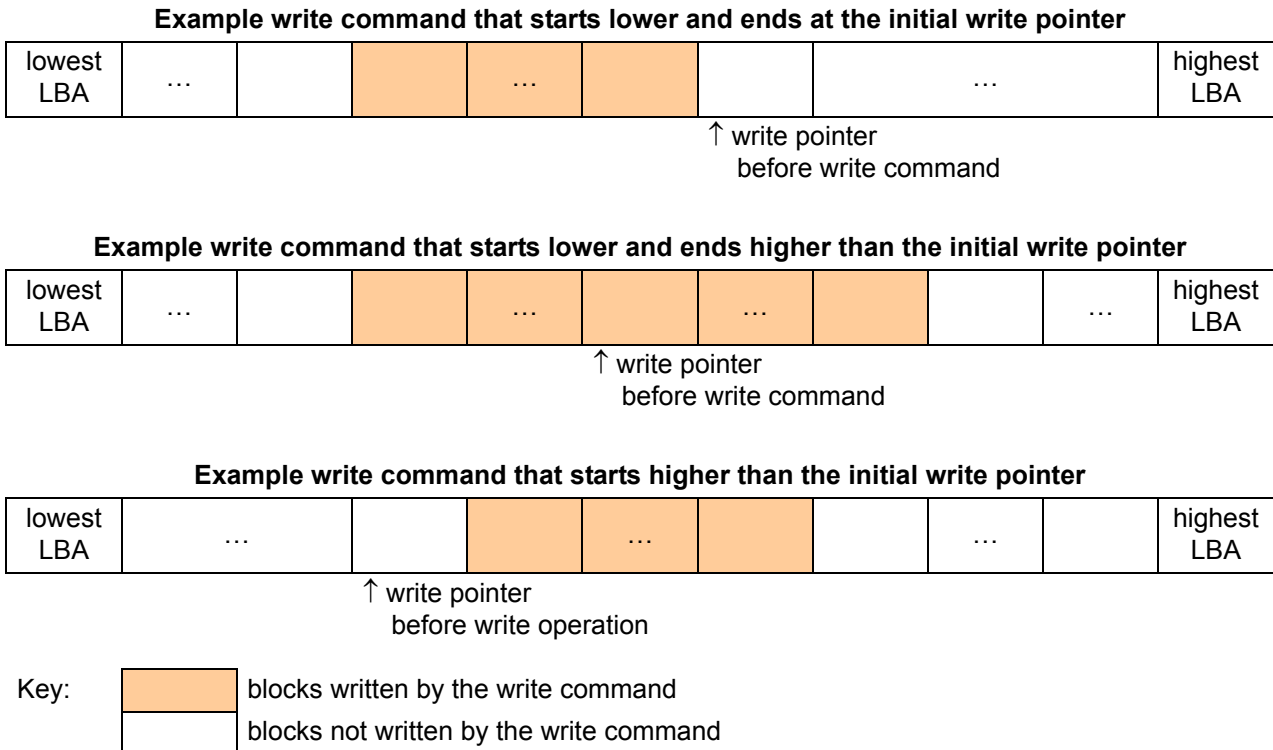 Example write command that starts lower and ends at the initial write pointer
lowest LBA … … … highest LBA
↑ write pointer
before write command
Example write command that starts lower and ends higher than the initial write pointer
lowest LBA … … … … highest LBA
↑ write pointer
before write command
Example write command that starts higher than the initial write pointer
lowest LBA … … … highest LBA
↑ write pointer
before write operation
Key: blocks written by the write command
blocks not written by the write command